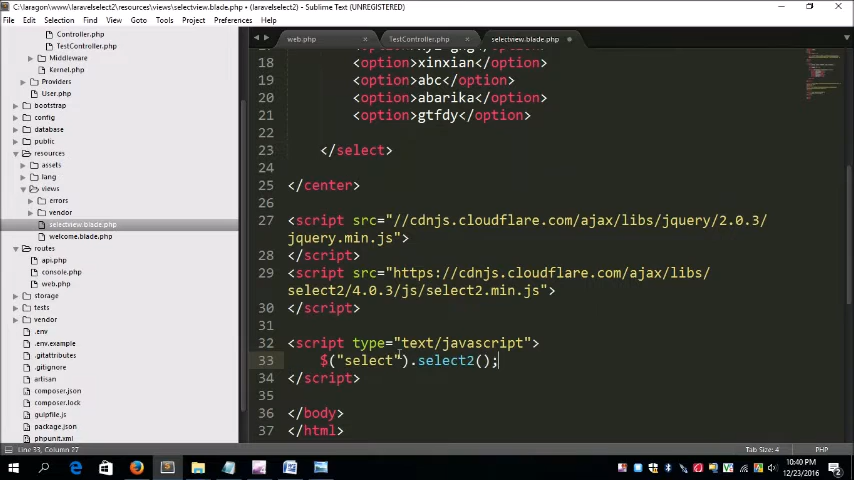 C:\laragon\www\laravelselect2\resources\views\selectview.blade.php • (laravelselect2) - Sublime Text (UNREGISTERED)
File Edit Selection Find View Goto Tools Project Preferences Help
Controller.php
TestController.php
Middleware
Kernel.php
Providers
User.php
bootstrap
config
database
public
resources
assets
lang
views
errors
vendor
selectview.blade.php
welcome.blade.php
routes
api.php
console.php
web.php
storage
tests
vendor
.env
.env.example
.gitattributes
artisan
composer.json
composer.lock
gulpfile.js
package.json
phpunit.xml
web.php TestController.php selectview.blade.php
18 <option>xinxian</option>
19 <option>abc</option>
20 <option>abarika</option>
21 <option>gtfdy</option>
22
23 </select>
24
25 </center>
26
27 <script src="//cdnjs.cloudflare.com/ajax/libs/jquery/2.0.3/
jquery.min.js">
28 </script>
29 <script src="https://cdnjs.cloudflare.com/ajax/libs/
select2/4.0.3/js/select2.min.js">
30 </script>
31
32 <script type="text/javascript">
33 $("select").select2();
34 </script>
35
36 </body>
37 </html>
Line 33, Column 27 Tab Size: 4 PHP
10:40 PM
12/23/2016